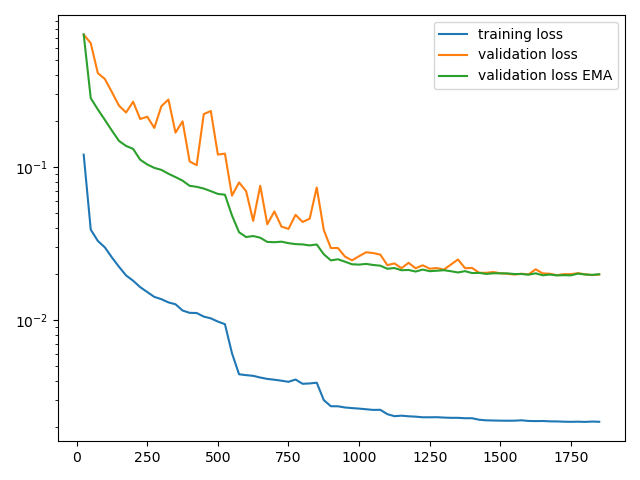 training loss
validation loss
validation loss EMA
10⁻¹
10⁻²
0 250 500 750 1000 1250 1500 1750